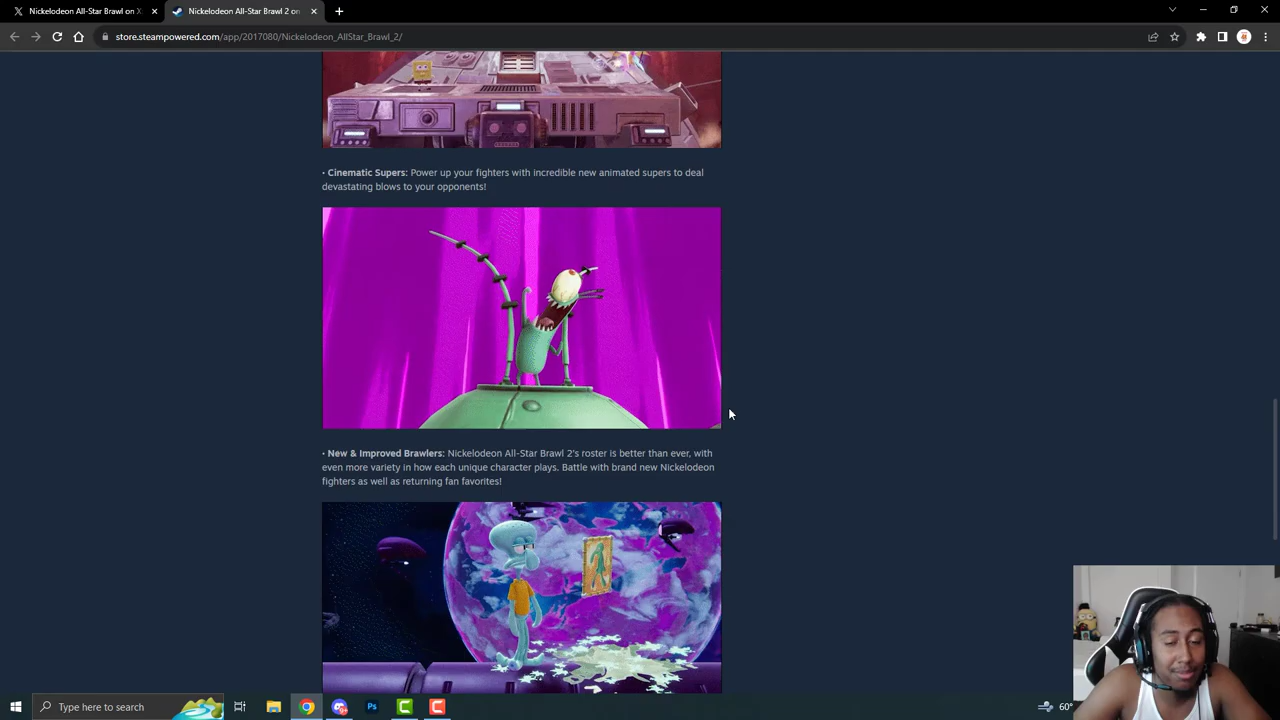 Nickelodeon All-Star Brawl on X
Nickelodeon All-Star Brawl 2 on
store.steampowered.com/app/2017080/Nickelodeon_AllStar_Brawl_2/
• Cinematic Supers: Power up your fighters with incredible new animated supers to deal
devastating blows to your opponents!
• New & Improved Brawlers: Nickelodeon All-Star Brawl 2's roster is better than ever, with
even more variety in how each unique character plays. Battle with brand new Nickelodeon
fighters as well as returning fan favorites!
Type here to search
Ps
60°